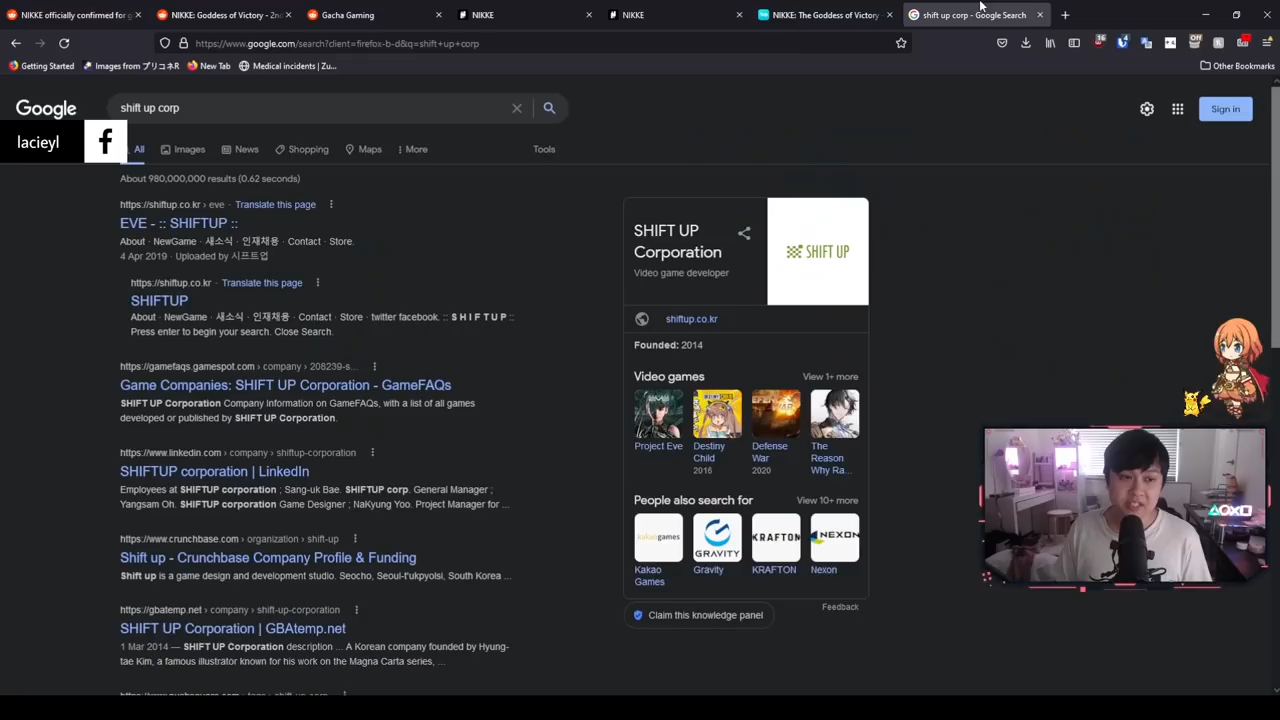 NIKKE officially confirmed for g
NIKKE: Goddess of Victory - 2nd
Gacha Gaming
NIKKE
NIKKE
NIKKE: The Goddess of Victory
shift up corp - Google Search
https://www.google.com/search?client=firefox-b-d&q=shift+up+corp
16
4
Off
Getting Started
Images from プリコネR
New Tab
Medical incidents | Zu...
Other Bookmarks
Google
shift up corp
Sign in
lacieyl
f
All
Images
News
Shopping
Maps
More
Tools
About 980,000,000 results (0.62 seconds)
https://shiftup.co.kr › eve
Translate this page
EVE - :: SHIFTUP ::
About · NewGame · 새소식 · 인재채용 · Contact · Store.
4 Apr 2019 · Uploaded by 시프트업
https://shiftup.co.kr
Translate this page
SHIFTUP
About · NewGame · 새소식 · 인재채용 · Contact · Store · twitter facebook. :: S H I F T U P ::
Press enter to begin your search. Close Search.
https://gamefaqs.gamespot.com › company › 208239-s...
Game Companies: SHIFT UP Corporation - GameFAQs
SHIFT UP Corporation Company Information on GameFAQs, with a list of all games
developed or published by SHIFT UP Corporation.
https://www.linkedin.com › company › shiftup-corporation
SHIFTUP corporation | LinkedIn
Employees at SHIFTUP corporation ; Sang-uk Bae. SHIFTUP corp. General Manager ;
Yangsam Oh. SHIFTUP corporation Game Designer ; NaKyung Yoo. Project Manager for ...
https://www.crunchbase.com › organization › shift-up
Shift up - Crunchbase Company Profile & Funding
Shift up is a game design and development studio. Seocho, Seoul-t'ukpyolsi, South Korea ...
https://gbatemp.net › company › shift-up-corporation
SHIFT UP Corporation | GBAtemp.net
1 Mar 2014 — SHIFT UP Corporation description ... A Korean company founded by Hyung-
tae Kim, a famous illustrator known for his work on the Magna Carta series, ...
SHIFT UP
Corporation
Video game developer
SHIFT UP
shiftup.co.kr
Founded: 2014
Video games
View 1+ more
Project Eve
Destiny
Child
2016
Defense
War
2020
The
Reason
Why Ra...
People also search for
View 10+ more
kakaogames
GRAVITY
KRAFTON
NEXON
Kakao
Games
Gravity
KRAFTON
Nexon
Feedback
Claim this knowledge panel